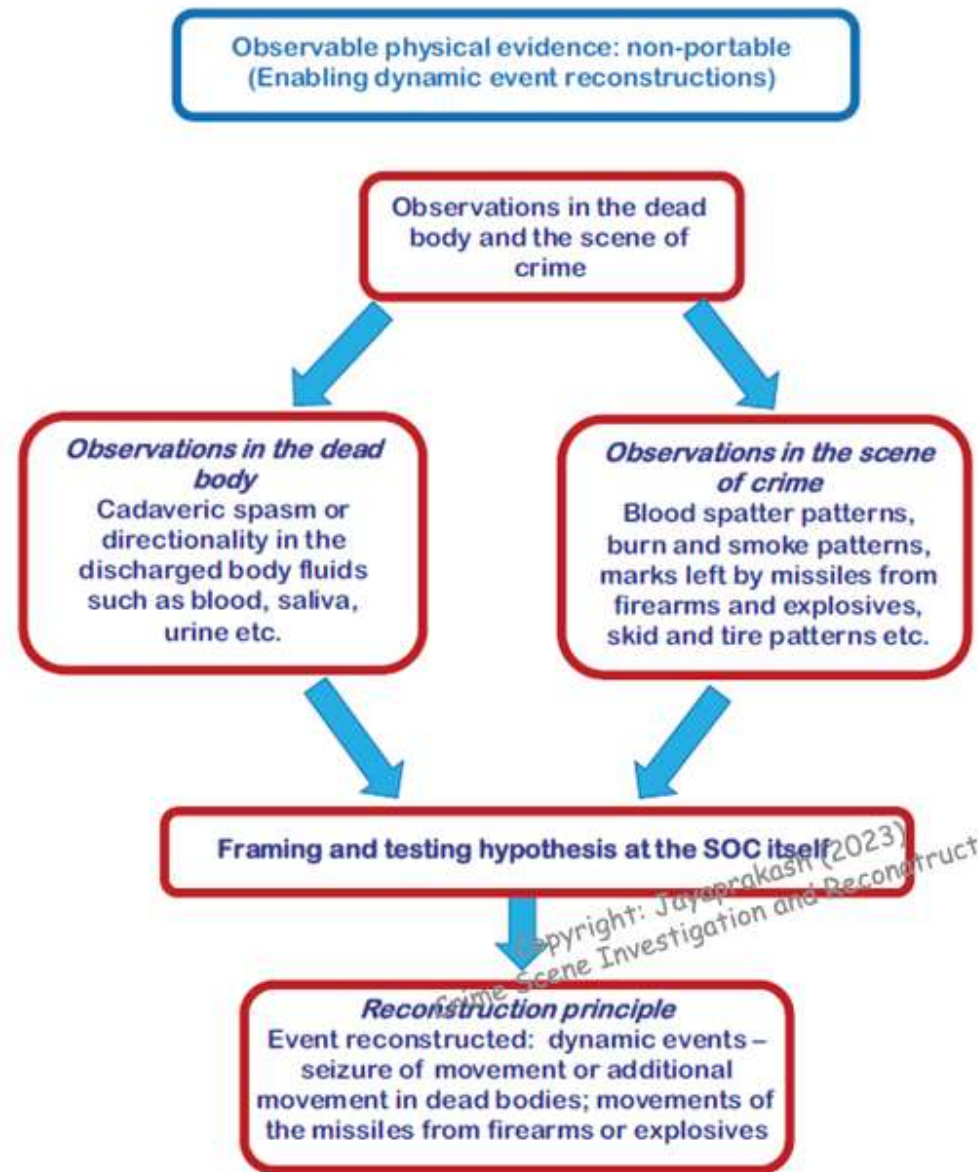 Observable physical evidence: non-portable
(Enabling dynamic event reconstructions)
Observations in the dead
body and the scene of
crime
Observations in the dead
body
Cadaveric spasm or
directionality in the
discharged body fluids
such as blood, saliva,
urine etc.
Observations in the scene
of crime
Blood spatter patterns,
burn and smoke patterns,
marks left by missiles from
firearms and explosives,
skid and tire patterns etc.
Framing and testing hypothesis at the SOC itself
Copyright: Jayaprakash (2023)
Crime Scene Investigation and Reconstruct
Reconstruction principle
Event reconstructed: dynamic events –
seizure of movement or additional
movement in dead bodies; movements of
the missiles from firearms or explosives